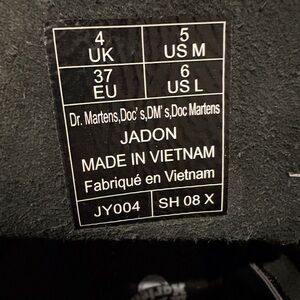 4 UK
5 US M
37 EU
6 US L
Dr. Martens,Doc' s,DM' s,Doc Martens
JADON
MADE IN VIETNAM
Fabriqué en Vietnam
JY004
SH 08 X